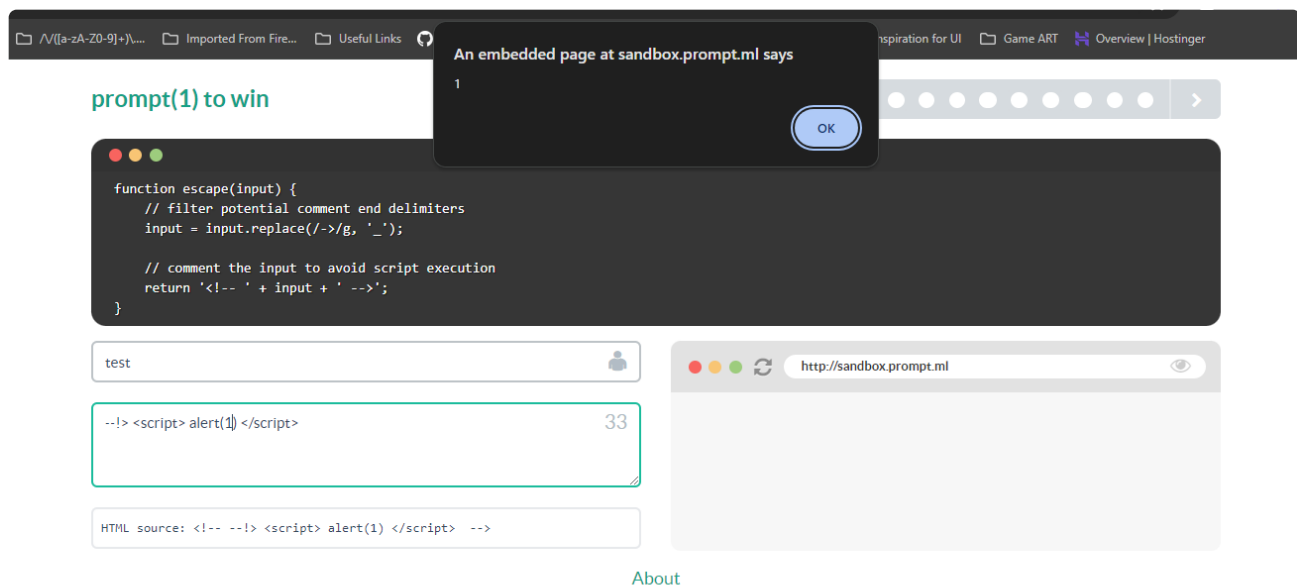 /\/([a-zA-Z0-9]+)\....
Imported From Fire...
Useful Links
nspiration for UI
Game ART
Overview | Hostinger
An embedded page at sandbox.prompt.ml says
1
OK
prompt(1) to win
function escape(input) {
// filter potential comment end delimiters
input = input.replace(/->/g, '_');
// comment the input to avoid script execution
return '<!-- ' + input + ' -->';
}
test
http://sandbox.prompt.ml
--!> <script> alert(1) </script>
33
HTML source: <!-- --!> <script> alert(1) </script>  -->
About